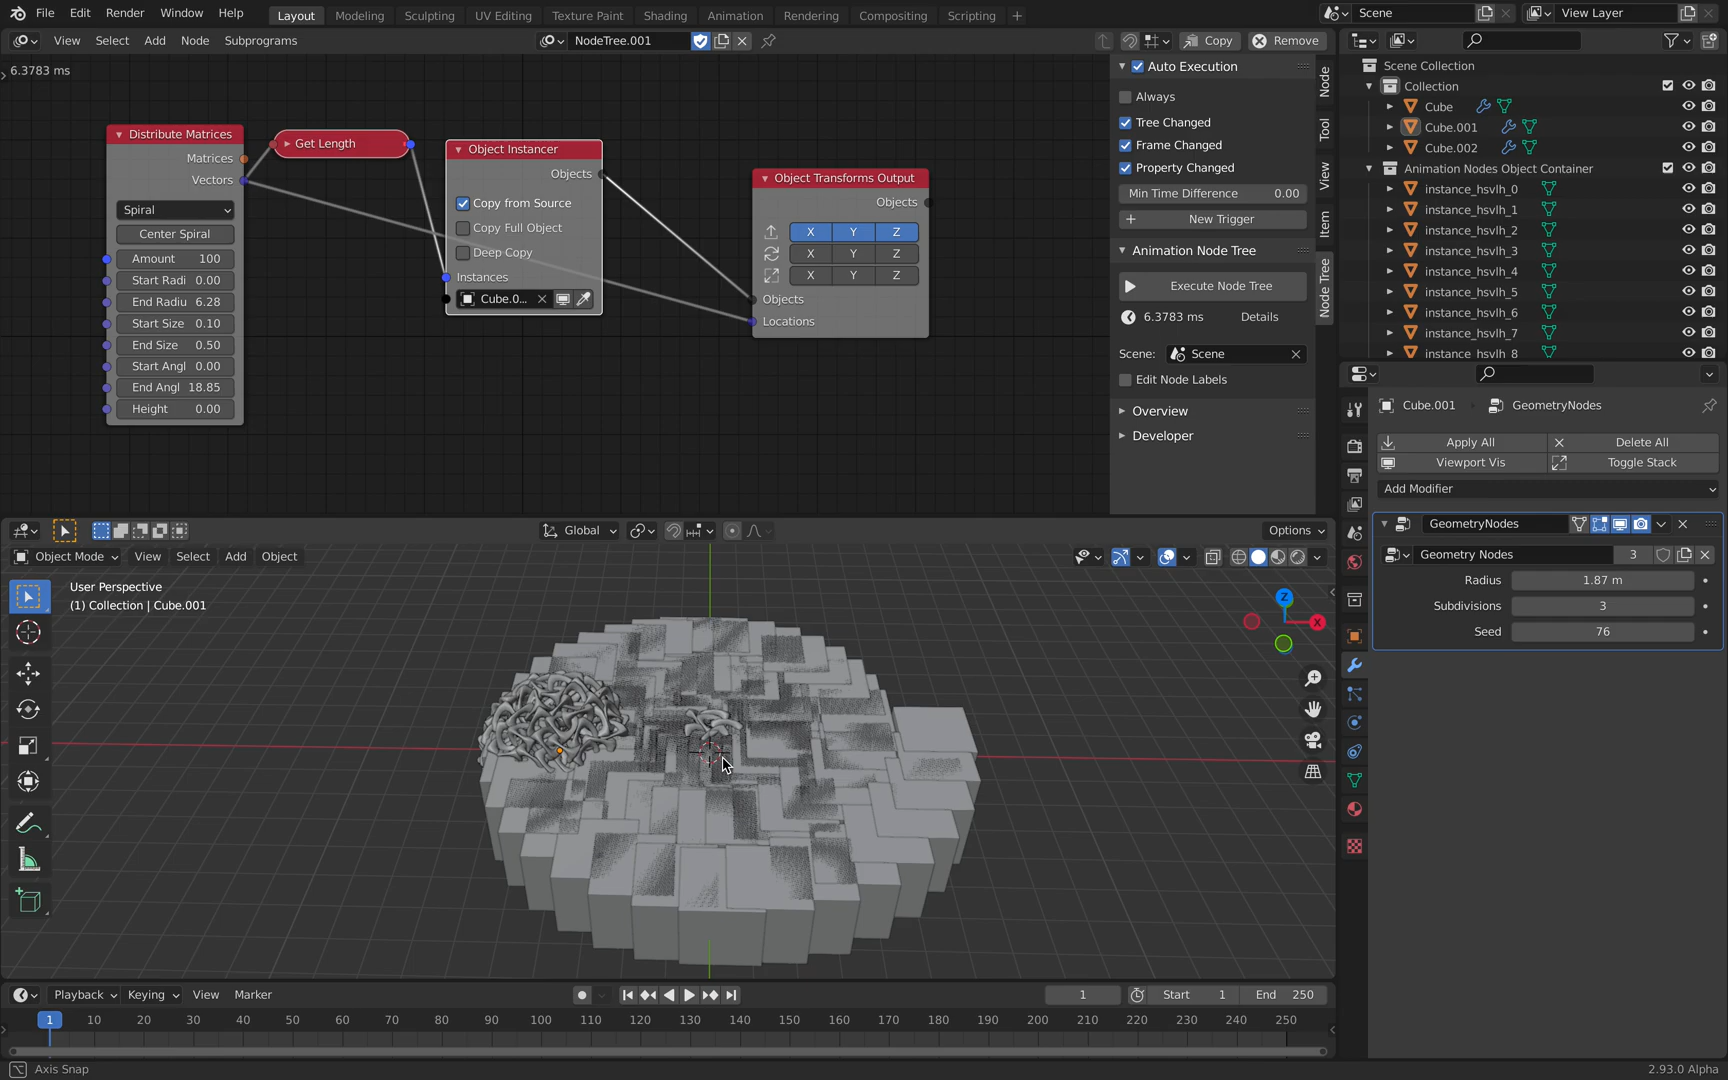 File Edit Render Window Help
Layout Modeling Sculpting UV Editing Texture Paint Shading Animation Rendering Compositing Scripting +
Scene
View Layer
View Select Add Node Subprograms
NodeTree.001
Copy Remove
6.3783 ms
Distribute Matrices
Matrices
Vectors
Spiral
Center Spiral
Amount 100
Start Radi 0.00
End Radiu 6.28
Start Size 0.10
End Size 0.50
Start Angl 0.00
End Angl 18.85
Height 0.00
Get Length
Object Instancer
Objects
Copy from Source
Copy Full Object
Deep Copy
Instances
Cube.0...
Object Transforms Output
Objects
X Y Z
X Y Z
X Y Z
Objects
Locations
Auto Execution
Always
Tree Changed
Frame Changed
Property Changed
Min Time Difference 0.00
+ New Trigger
Animation Node Tree
Execute Node Tree
6.3783 ms Details
Scene: Scene
Edit Node Labels
Overview
Developer
Node
Tool
View
Item
Node Tree
Scene Collection
Collection
Cube
Cube.001
Cube.002
Animation Nodes Object Container
instance_hsvlh_0
instance_hsvlh_1
instance_hsvlh_2
instance_hsvlh_3
instance_hsvlh_4
instance_hsvlh_5
instance_hsvlh_6
instance_hsvlh_7
instance_hsvlh_8
Cube.001 GeometryNodes
Apply All Delete All
Viewport Vis Toggle Stack
Add Modifier
GeometryNodes
Geometry Nodes 3
Radius 1.87 m
Subdivisions 3
Seed 76
Global
Options
Object Mode View Select Add Object
User Perspective
(1) Collection | Cube.001
Z
X
Playback Keying View Marker
1
Start 1
End 250
1 10 20 30 40 50 60 70 80 90 100 110 120 130 140 150 160 170 180 190 200 210 220 230 240 250
Axis Snap
2.93.0 Alpha